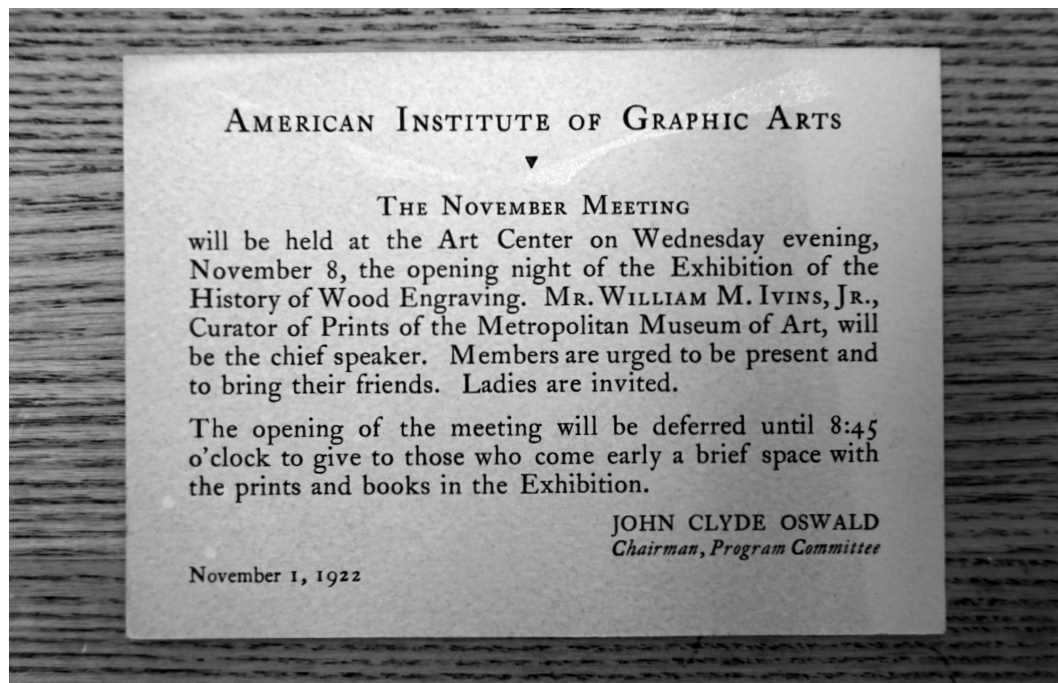 AMERICAN INSTITUTE OF GRAPHIC ARTS
THE NOVEMBER MEETING
will be held at the Art Center on Wednesday evening,
November 8, the opening night of the Exhibition of the
History of Wood Engraving. MR. WILLIAM M. IVINS, JR.,
Curator of Prints of the Metropolitan Museum of Art, will
be the chief speaker. Members are urged to be present and
to bring their friends. Ladies are invited.
The opening of the meeting will be deferred until 8:45
o'clock to give to those who come early a brief space with
the prints and books in the Exhibition.
JOHN CLYDE OSWALD
Chairman, Program Committee
November 1, 1922